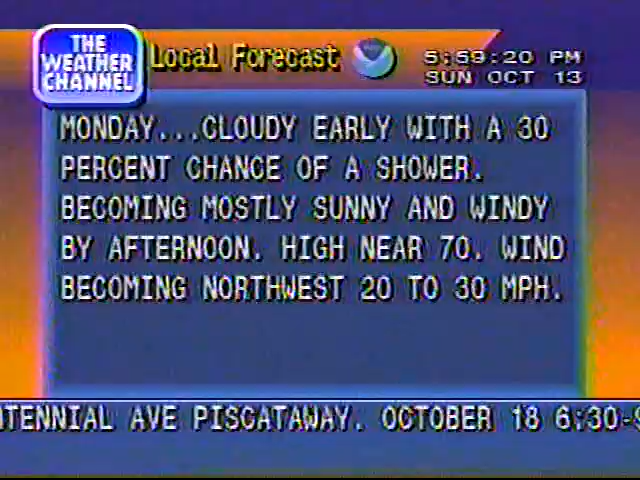 THE
WEATHER
CHANNEL
Local Forecast
5:59:20 PM
SUN OCT 13
MONDAY...CLOUDY EARLY WITH A 30
PERCENT CHANCE OF A SHOWER.
BECOMING MOSTLY SUNNY AND WINDY
BY AFTERNOON. HIGH NEAR 70. WIND
BECOMING NORTHWEST 20 TO 30 MPH.
NTENNIAL AVE PISCATAWAY. OCTOBER 18 6:30-9